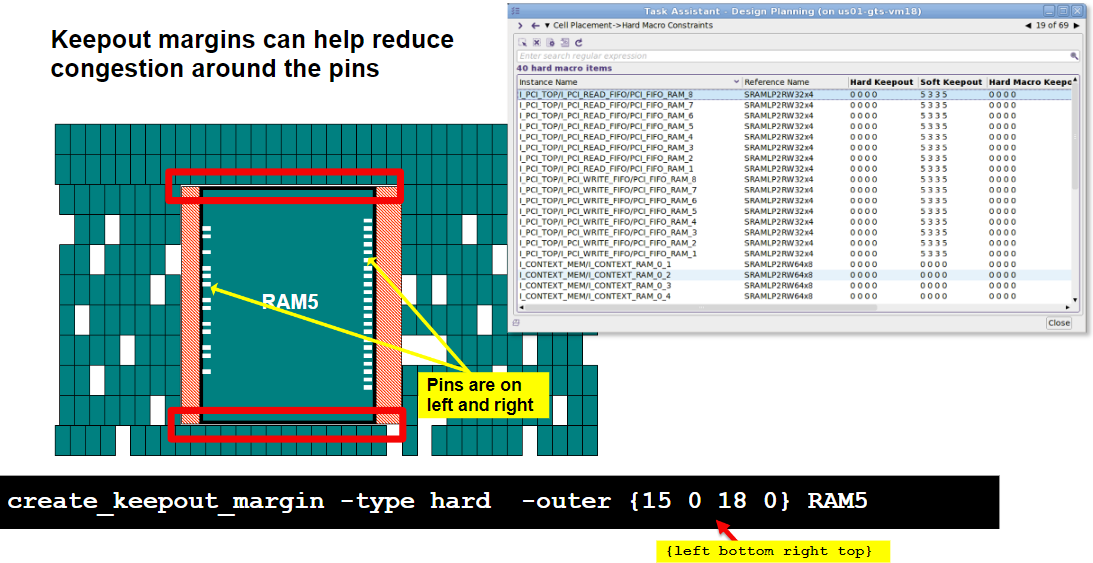 Keepout margins can help reduce
congestion around the pins
Task Assistant - Design Planning (on us01-gts-vm18)
Cell Placement->Hard Macro Constraints
19 of 69
Enter search regular expression
40 hard macro items
Instance Name Reference Name Hard Keepout Soft Keepout Hard Macro Keepo
I_PCI_TOP/I_PCI_READ_FIFO/PCI_FIFO_RAM_8 SRAMLP2RW32x4 0 0 0 0 5 3 3 5 0 0 0 0
I_PCI_TOP/I_PCI_READ_FIFO/PCI_FIFO_RAM_7 SRAMLP2RW32x4 0 0 0 0 5 3 3 5 0 0 0 0
I_PCI_TOP/I_PCI_READ_FIFO/PCI_FIFO_RAM_6 SRAMLP2RW32x4 0 0 0 0 5 3 3 5 0 0 0 0
I_PCI_TOP/I_PCI_READ_FIFO/PCI_FIFO_RAM_5 SRAMLP2RW32x4 0 0 0 0 5 3 3 5 0 0 0 0
I_PCI_TOP/I_PCI_READ_FIFO/PCI_FIFO_RAM_4 SRAMLP2RW32x4 0 0 0 0 5 3 3 5 0 0 0 0
I_PCI_TOP/I_PCI_READ_FIFO/PCI_FIFO_RAM_3 SRAMLP2RW32x4 0 0 0 0 5 3 3 5 0 0 0 0
I_PCI_TOP/I_PCI_READ_FIFO/PCI_FIFO_RAM_2 SRAMLP2RW32x4 0 0 0 0 5 3 3 5 0 0 0 0
I_PCI_TOP/I_PCI_READ_FIFO/PCI_FIFO_RAM_1 SRAMLP2RW32x4 0 0 0 0 5 3 3 5 0 0 0 0
I_PCI_TOP/I_PCI_WRITE_FIFO/PCI_FIFO_RAM_8 SRAMLP2RW32x4 0 0 0 0 5 3 3 5 0 0 0 0
I_PCI_TOP/I_PCI_WRITE_FIFO/PCI_FIFO_RAM_7 SRAMLP2RW32x4 0 0 0 0 5 3 3 5 0 0 0 0
I_PCI_TOP/I_PCI_WRITE_FIFO/PCI_FIFO_RAM_6 SRAMLP2RW32x4 0 0 0 0 5 3 3 5 0 0 0 0
I_PCI_TOP/I_PCI_WRITE_FIFO/PCI_FIFO_RAM_5 SRAMLP2RW32x4 0 0 0 0 5 3 3 5 0 0 0 0
I_PCI_TOP/I_PCI_WRITE_FIFO/PCI_FIFO_RAM_4 SRAMLP2RW32x4 0 0 0 0 5 3 3 5 0 0 0 0
I_PCI_TOP/I_PCI_WRITE_FIFO/PCI_FIFO_RAM_3 SRAMLP2RW32x4 0 0 0 0 5 3 3 5 0 0 0 0
I_PCI_TOP/I_PCI_WRITE_FIFO/PCI_FIFO_RAM_2 SRAMLP2RW32x4 0 0 0 0 5 3 3 5 0 0 0 0
I_PCI_TOP/I_PCI_WRITE_FIFO/PCI_FIFO_RAM_1 SRAMLP2RW32x4 0 0 0 0 5 3 3 5 0 0 0 0
I_CONTEXT_MEM/I_CONTEXT_RAM_0_1 SRAMLP2RW64x8 0 0 0 0 0 0 0 0 0 0 0 0
I_CONTEXT_MEM/I_CONTEXT_RAM_0_2 SRAMLP2RW64x8 0 0 0 0 0 0 0 0 0 0 0 0
I_CONTEXT_MEM/I_CONTEXT_RAM_0_3 SRAMLP2RW64x8 0 0 0 0 0 0 0 0 0 0 0 0
I_CONTEXT_MEM/I_CONTEXT_RAM_0_4 SRAMLP2RW64x8 0 0 0 0 0 0 0 0 0 0 0 0
Close
RAM5
Pins are on
left and right
create_keepout_margin -type hard -outer {15 0 18 0} RAM5
{left bottom right top}